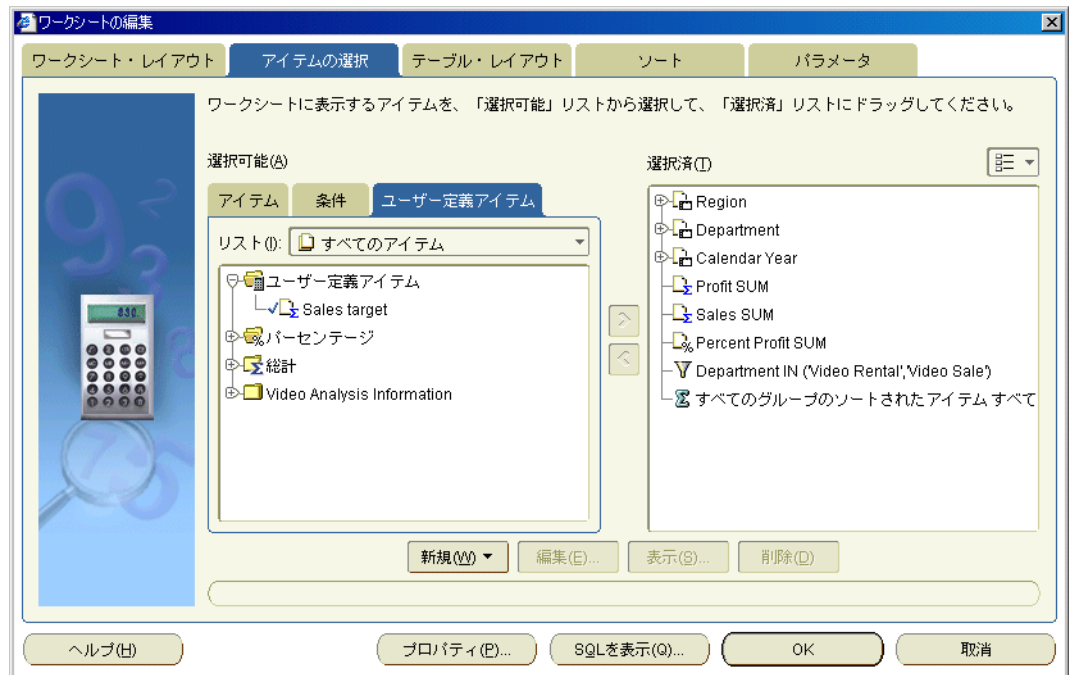 ワークシートの編集
ワークシート・レイアウト アイテムの選択 テーブル・レイアウト ソート パラメータ
ワークシートに表示するアイテムを、「選択可能」リストから選択して、「選択済」リストにドラッグしてください。
選択可能(A)
アイテム 条件 ユーザー定義アイテム
リスト(I): すべてのアイテム
ユーザー定義アイテム
Sales target
パーセンテージ
総計
Video Analysis Information
選択済(T)
Region
Department
Calendar Year
Profit SUM
Sales SUM
Percent Profit SUM
Department IN ('Video Rental','Video Sale')
すべてのグループのソートされたアイテム すべて
新規(W) 編集(E)... 表示(S)... 削除(D)
ヘルプ(H) プロパティ(P)... SQLを表示(Q)... OK 取消